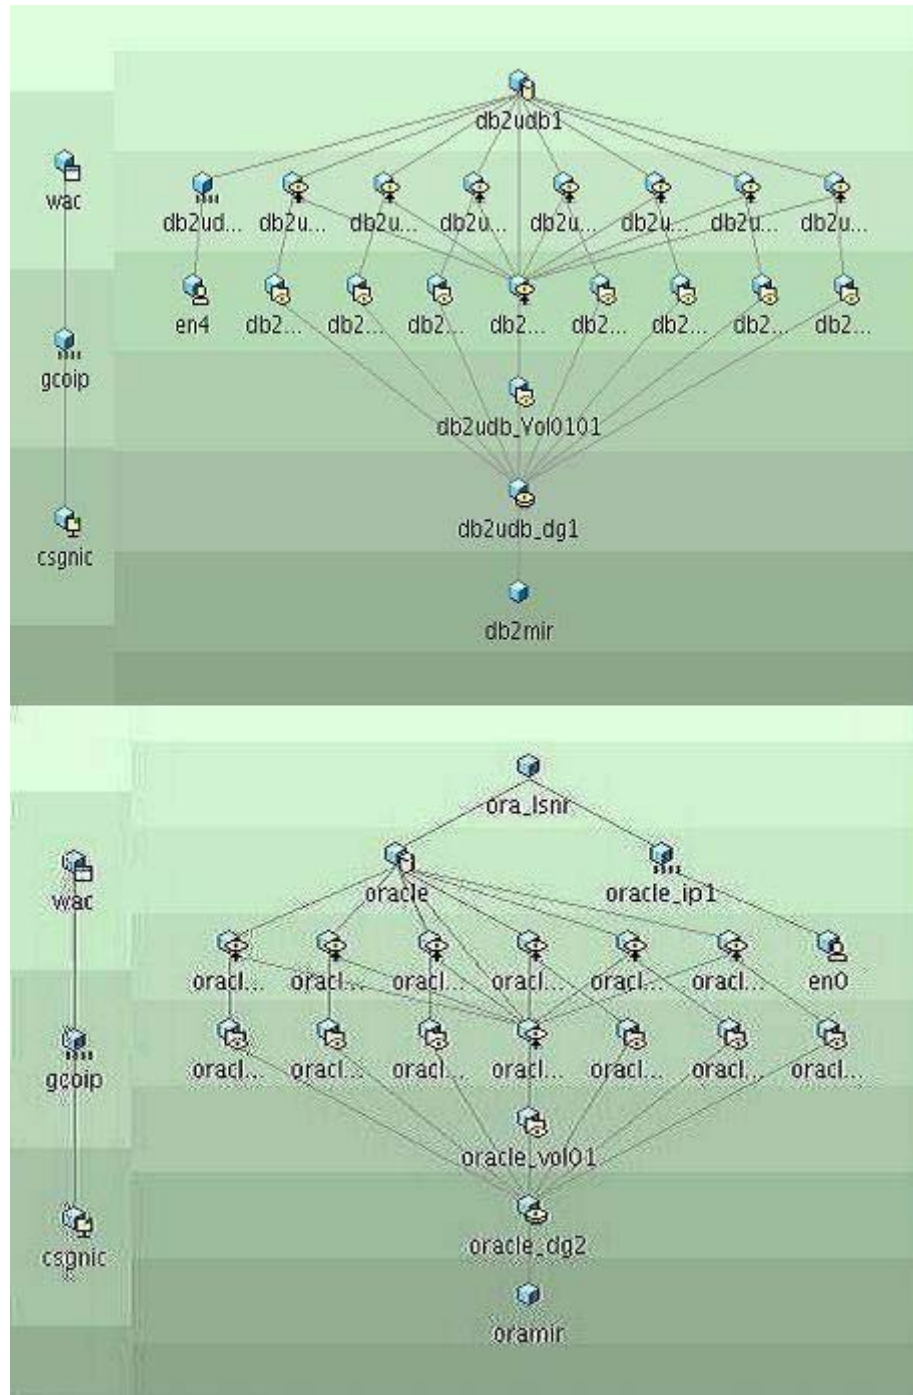 db2udb1
wac
db2ud... db2u... db2u... db2u... db2u... db2u... db2u... db2u...
en4 db2... db2... db2... db2... db2... db2... db2... db2...
gcoip
db2udb_Vol0101
db2udb_dg1
csgnic
db2mir
ora_lsnr
wac
oracle oracle_ip1
oracl... oracl... oracl... oracl... oracl... oracl... en0
gcoip
oracl... oracl... oracl... oracl... oracl... oracl... oracl...
oracle_vol01
oracle_dg2
csgnic
oramir